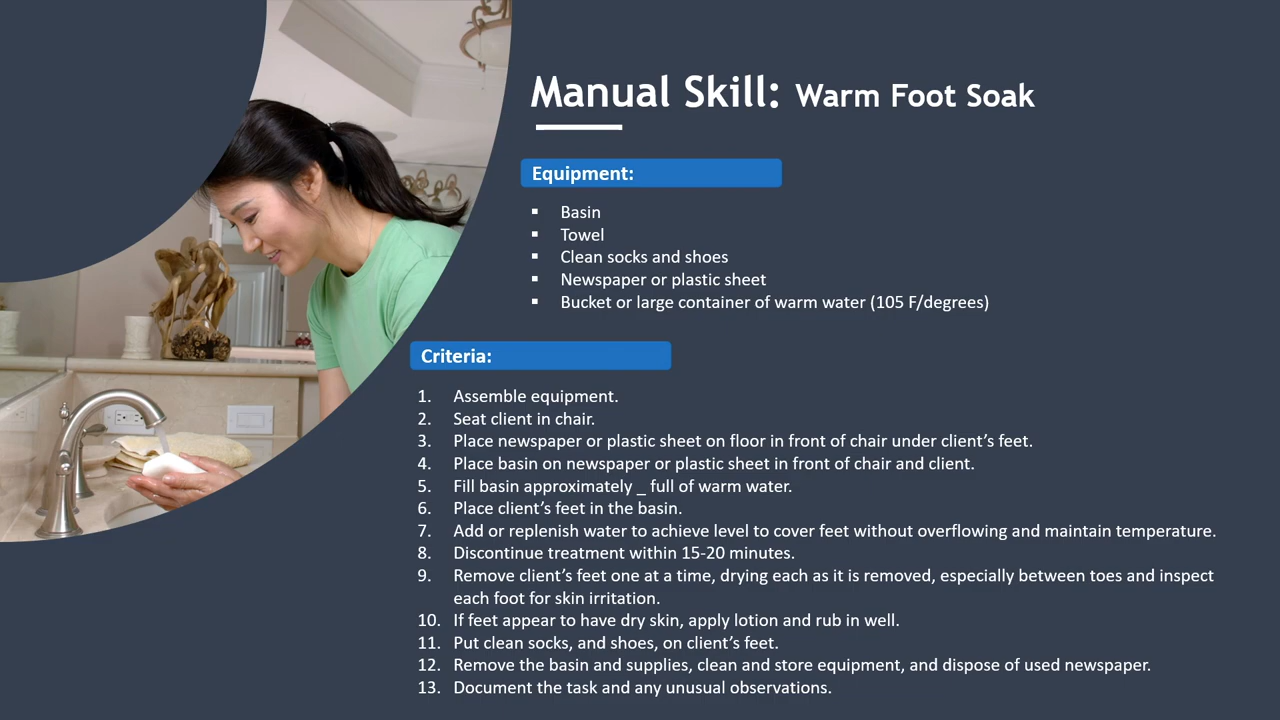 Manual Skill: Warm Foot Soak
Equipment:
▪ Basin
▪ Towel
▪ Clean socks and shoes
▪ Newspaper or plastic sheet
▪ Bucket or large container of warm water (105 F/degrees)
Criteria:
1. Assemble equipment.
2. Seat client in chair.
3. Place newspaper or plastic sheet on floor in front of chair under client’s feet.
4. Place basin on newspaper or plastic sheet in front of chair and client.
5. Fill basin approximately _ full of warm water.
6. Place client’s feet in the basin.
7. Add or replenish water to achieve level to cover feet without overflowing and maintain temperature.
8. Discontinue treatment within 15-20 minutes.
9. Remove client’s feet one at a time, drying each as it is removed, especially between toes and inspect
each foot for skin irritation.
10. If feet appear to have dry skin, apply lotion and rub in well.
11. Put clean socks, and shoes, on client’s feet.
12. Remove the basin and supplies, clean and store equipment, and dispose of used newspaper.
13. Document the task and any unusual observations.